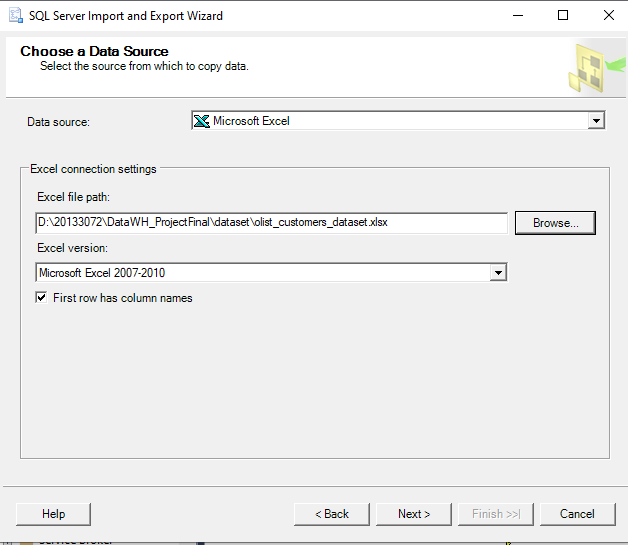 SQL Server Import and Export Wizard
Choose a Data Source
Select the source from which to copy data.
Data source:
Microsoft Excel
Excel connection settings
Excel file path:
D:\20133072\DataWH_ProjectFinal\dataset\olist_customers_dataset.xlsx
Browse...
Excel version:
Microsoft Excel 2007-2010
First row has column names
Help
< Back
Next >
Finish >>|
Cancel
Service Broker